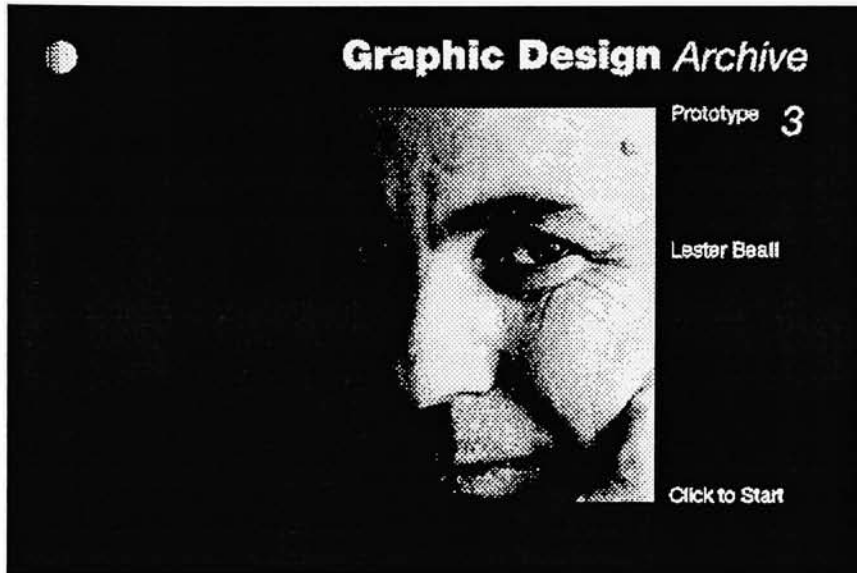 Graphic Design Archive
Prototype 3
Lester Beall
Click to Start